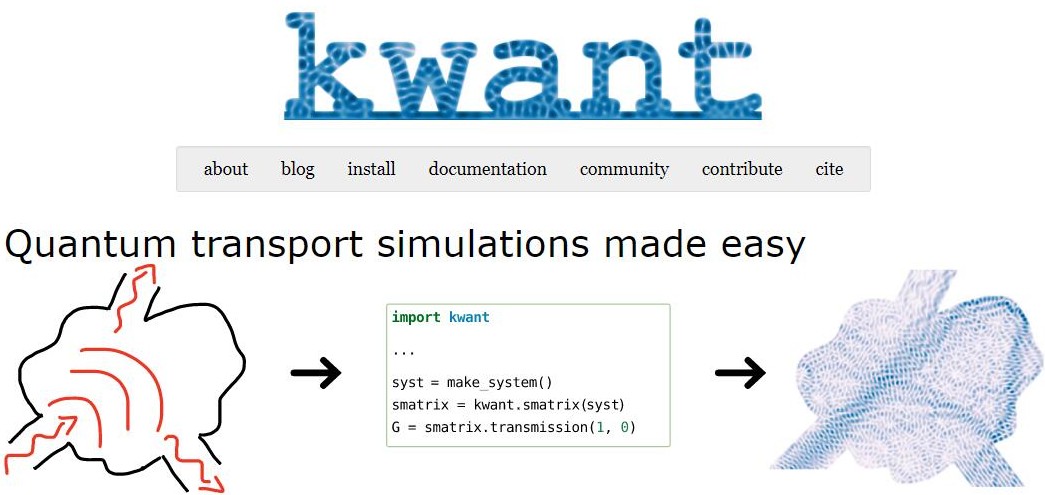 kwant
about blog install documentation community contribute cite
Quantum transport simulations made easy
import kwant
...
syst = make_system()
smatrix = kwant.smatrix(syst)
G = smatrix.transmission(1, 0)